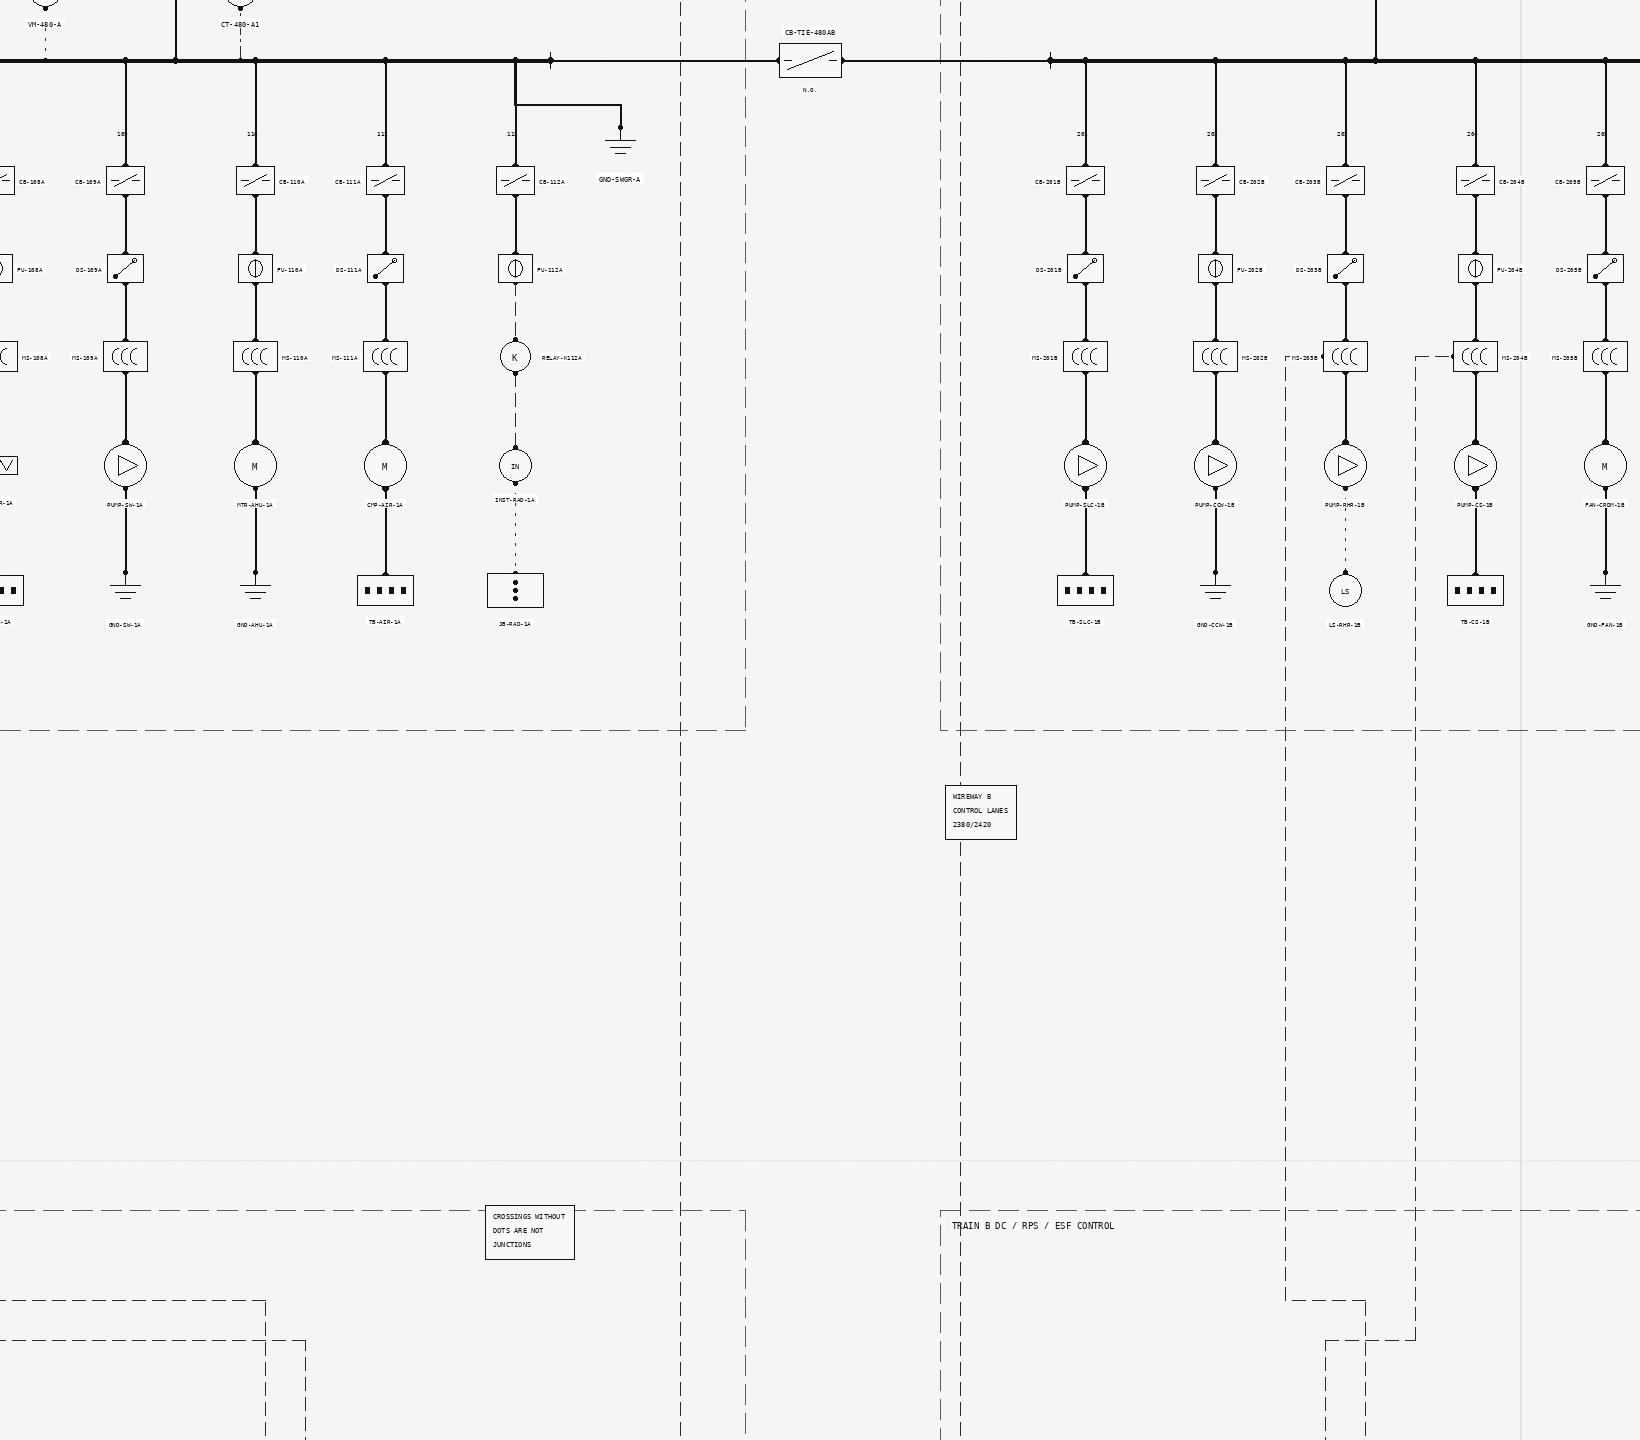 VM-480-A
CT-480-A1
CB-TIE-480AB
N.O.
GND-SWGR-A
CB-108A
CB-109A
CB-110A
CB-111A
CB-112A
CB-201B
CB-202B
CB-203B
CB-204B
CB-205B
FU-108A
DS-109A
FU-110A
DS-111A
FU-112A
DS-201B
FU-202B
DS-203B
FU-204B
DS-205B
MS-108A
MS-109A
MS-110A
MS-111A
K
RELAY-K112A
MS-201B
MS-202B
MS-203B
MS-204B
MS-205B
M
M
IN
M
R-1A
PUMP-SW-1A
MTR-AHU-1A
CMP-AIR-1A
INST-RAD-1A
PUMP-SLC-1B
PUMP-CCW-1B
PUMP-RHR-1B
PUMP-CS-1B
FAN-CRDM-1B
LS
-1A
GND-SW-1A
GND-AHU-1A
TB-AIR-1A
JB-RAD-1A
TB-SLC-1B
GND-CCW-1B
LS-RHR-1B
TB-CS-1B
GND-FAN-1B
WIREWAY B
CONTROL LANES
2380/2420
CROSSINGS WITHOUT
DOTS ARE NOT
JUNCTIONS
TRAIN B DC / RPS / ESF CONTROL